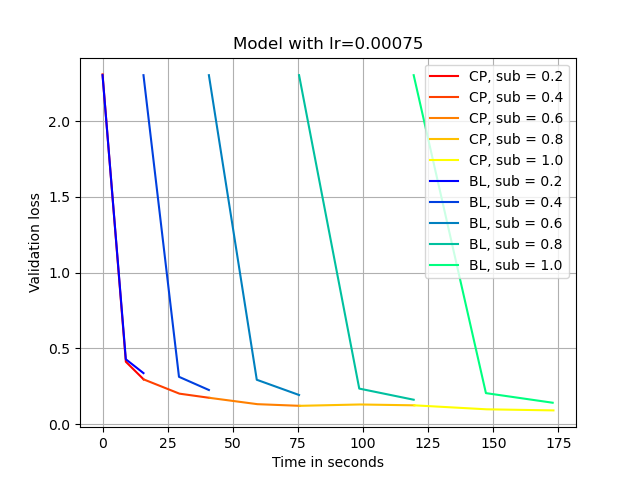 Model with lr=0.00075
CP, sub = 0.2
CP, sub = 0.4
CP, sub = 0.6
CP, sub = 0.8
CP, sub = 1.0
BL, sub = 0.2
BL, sub = 0.4
BL, sub = 0.6
BL, sub = 0.8
BL, sub = 1.0
Validation loss
2.0
1.5
1.0
0.5
0.0
0 25 50 75 100 125 150 175
Time in seconds